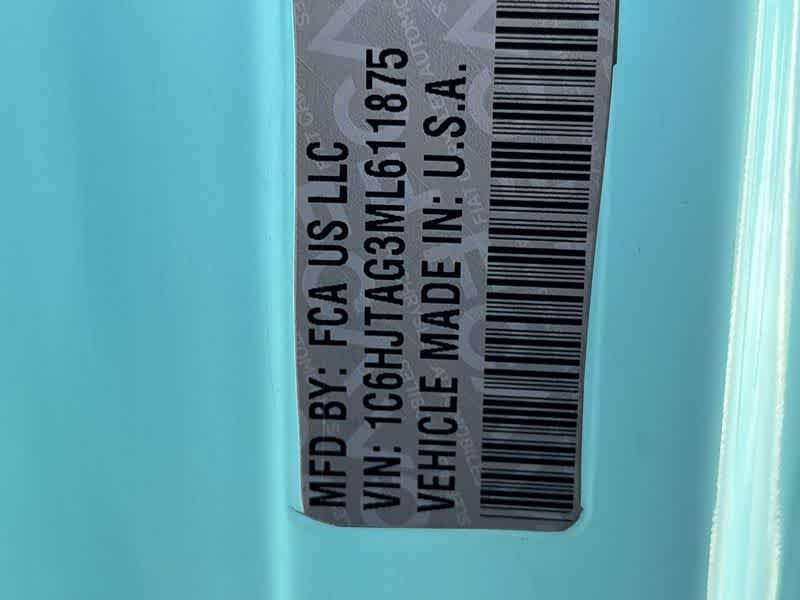 MFD BY: FCA US LLC
VIN: 1C6HJTAG3ML611875
VEHICLE MADE IN: U.S.A.